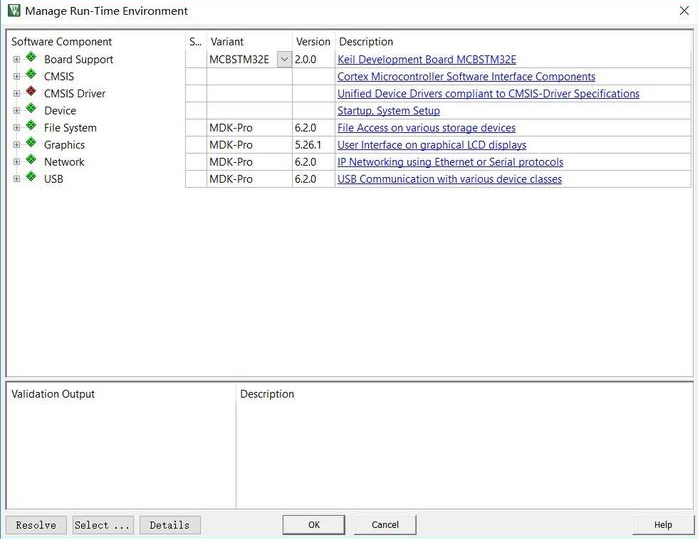 Manage Run-Time Environment
Software Component S... Variant Version Description
Board Support MCBSTM32E 2.0.0 Keil Development Board MCBSTM32E
CMSIS Cortex Microcontroller Software Interface Components
CMSIS Driver Unified Device Drivers compliant to CMSIS-Driver Specifications
Device Startup, System Setup
File System MDK-Pro 6.2.0 File Access on various storage devices
Graphics MDK-Pro 5.26.1 User Interface on graphical LCD displays
Network MDK-Pro 6.2.0 IP Networking using Ethernet or Serial protocols
USB MDK-Pro 6.2.0 USB Communication with various device classes
Validation Output Description
Resolve Select ... Details OK Cancel Help